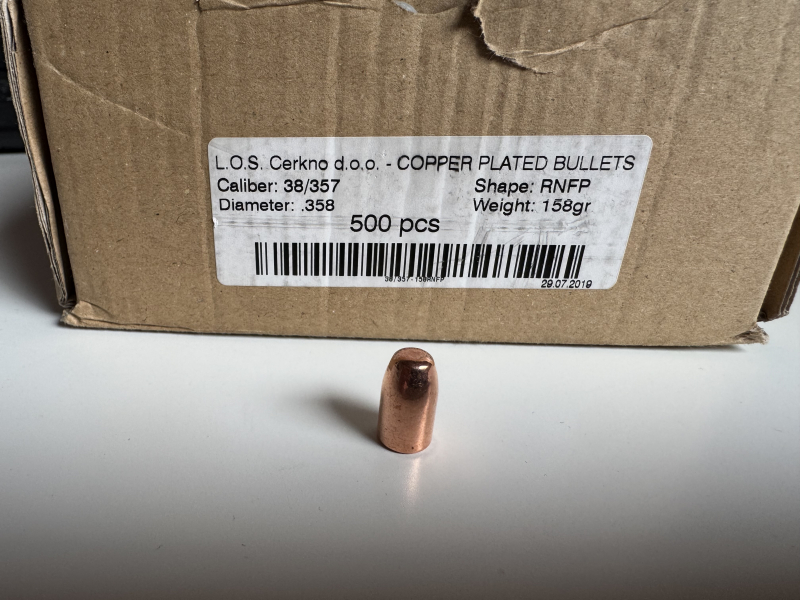 L.O.S. Cerkno d.o.o. - COPPER PLATED BULLETS
Caliber: 38/357 Shape: RNFP
Diameter: .358 Weight: 158gr
500 pcs
38/357-158RNFP
29.07.2019